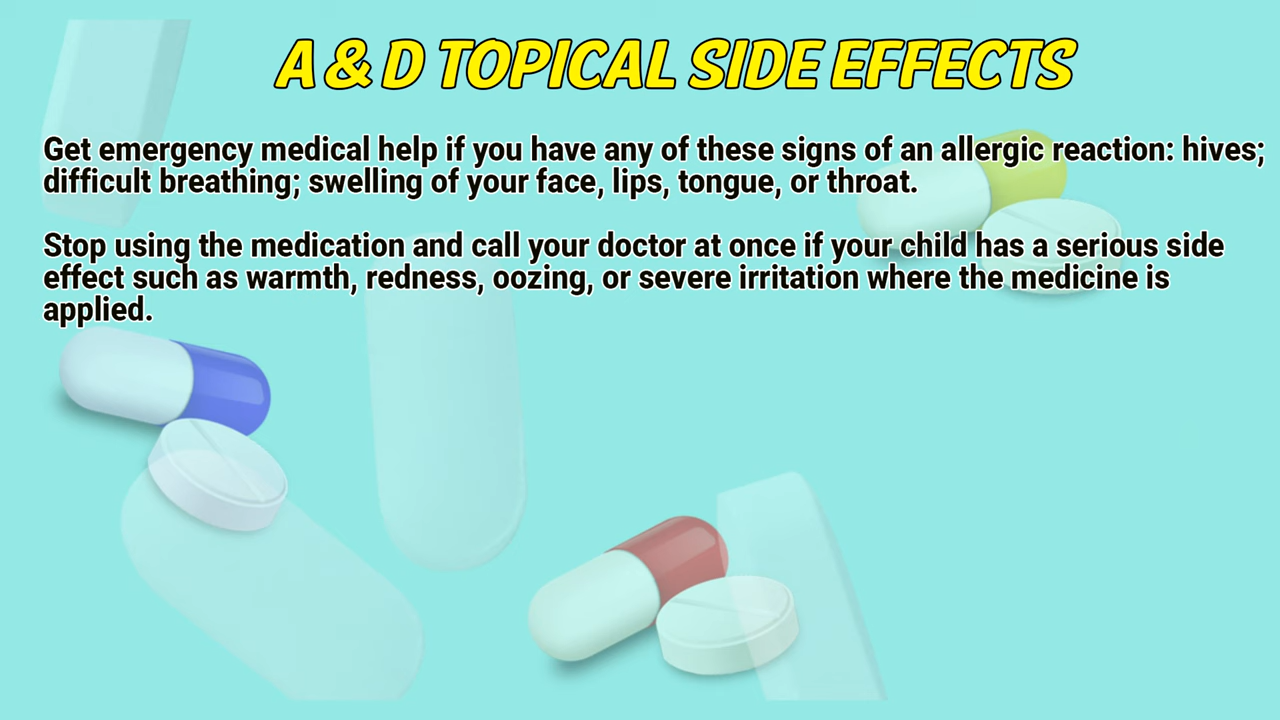 A & D TOPICAL SIDE EFFECTS
Get emergency medical help if you have any of these signs of an allergic reaction: hives;
difficult breathing; swelling of your face, lips, tongue, or throat.
Stop using the medication and call your doctor at once if your child has a serious side
effect such as warmth, redness, oozing, or severe irritation where the medicine is
applied.